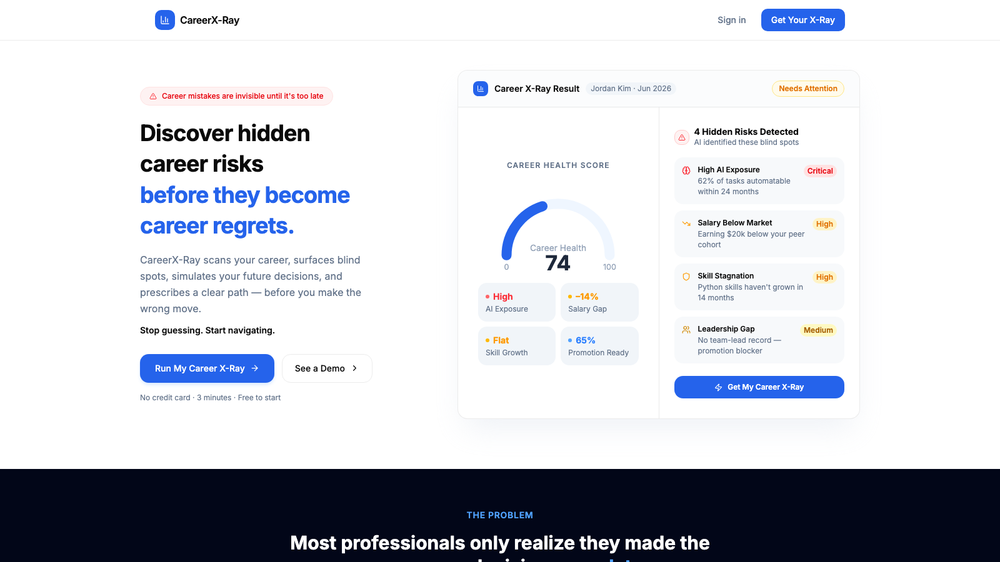 CareerX-Ray
Sign in
Get Your X-Ray
Career mistakes are invisible until it's too late
Discover hidden
career risks
before they become
career regrets.
CareerX-Ray scans your career, surfaces blind
spots, simulates your future decisions, and
prescribes a clear path — before you make the
wrong move.
Stop guessing. Start navigating.
Run My Career X-Ray
See a Demo
No credit card · 3 minutes · Free to start
Career X-Ray Result
Jordan Kim · Jun 2026
Needs Attention
CAREER HEALTH SCORE
Career Health
74
0
100
High
AI Exposure
–14%
Salary Gap
Flat
Skill Growth
65%
Promotion Ready
4 Hidden Risks Detected
AI identified these blind spots
High AI Exposure
Critical
62% of tasks automatable
within 24 months
Salary Below Market
High
Earning $20k below your peer
cohort
Skill Stagnation
High
Python skills haven't grown in
14 months
Leadership Gap
Medium
No team-lead record —
promotion blocker
Get My Career X-Ray
THE PROBLEM
Most professionals only realize they made the